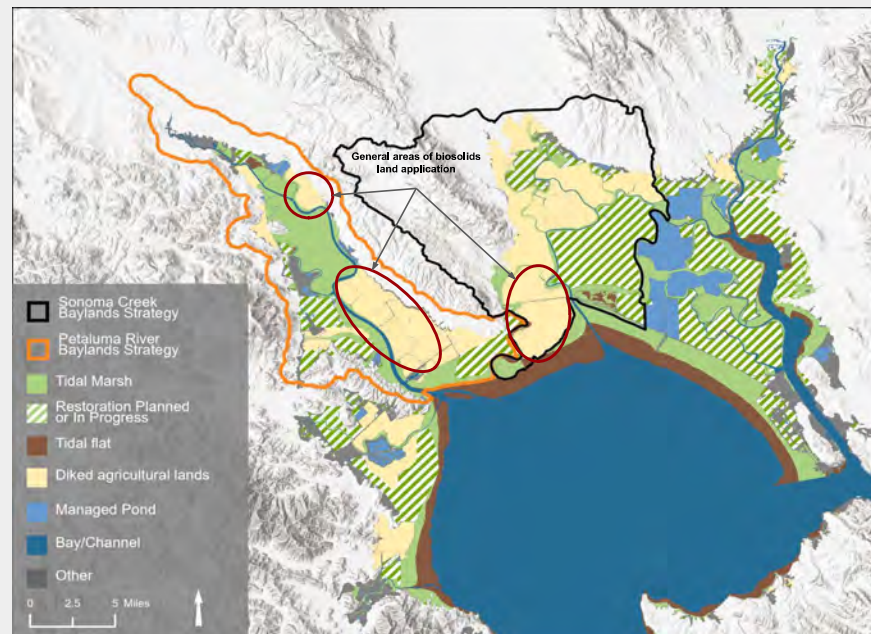 General areas of biosolids
land application
Sonoma Creek
Baylands Strategy
Petaluma River
Baylands Strategy
Tidal Marsh
Restoration Planned
or In Progress
Tidal flat
Diked agricultural lands
Managed Pond
Bay/Channel
Other
0 2.5 5 Miles